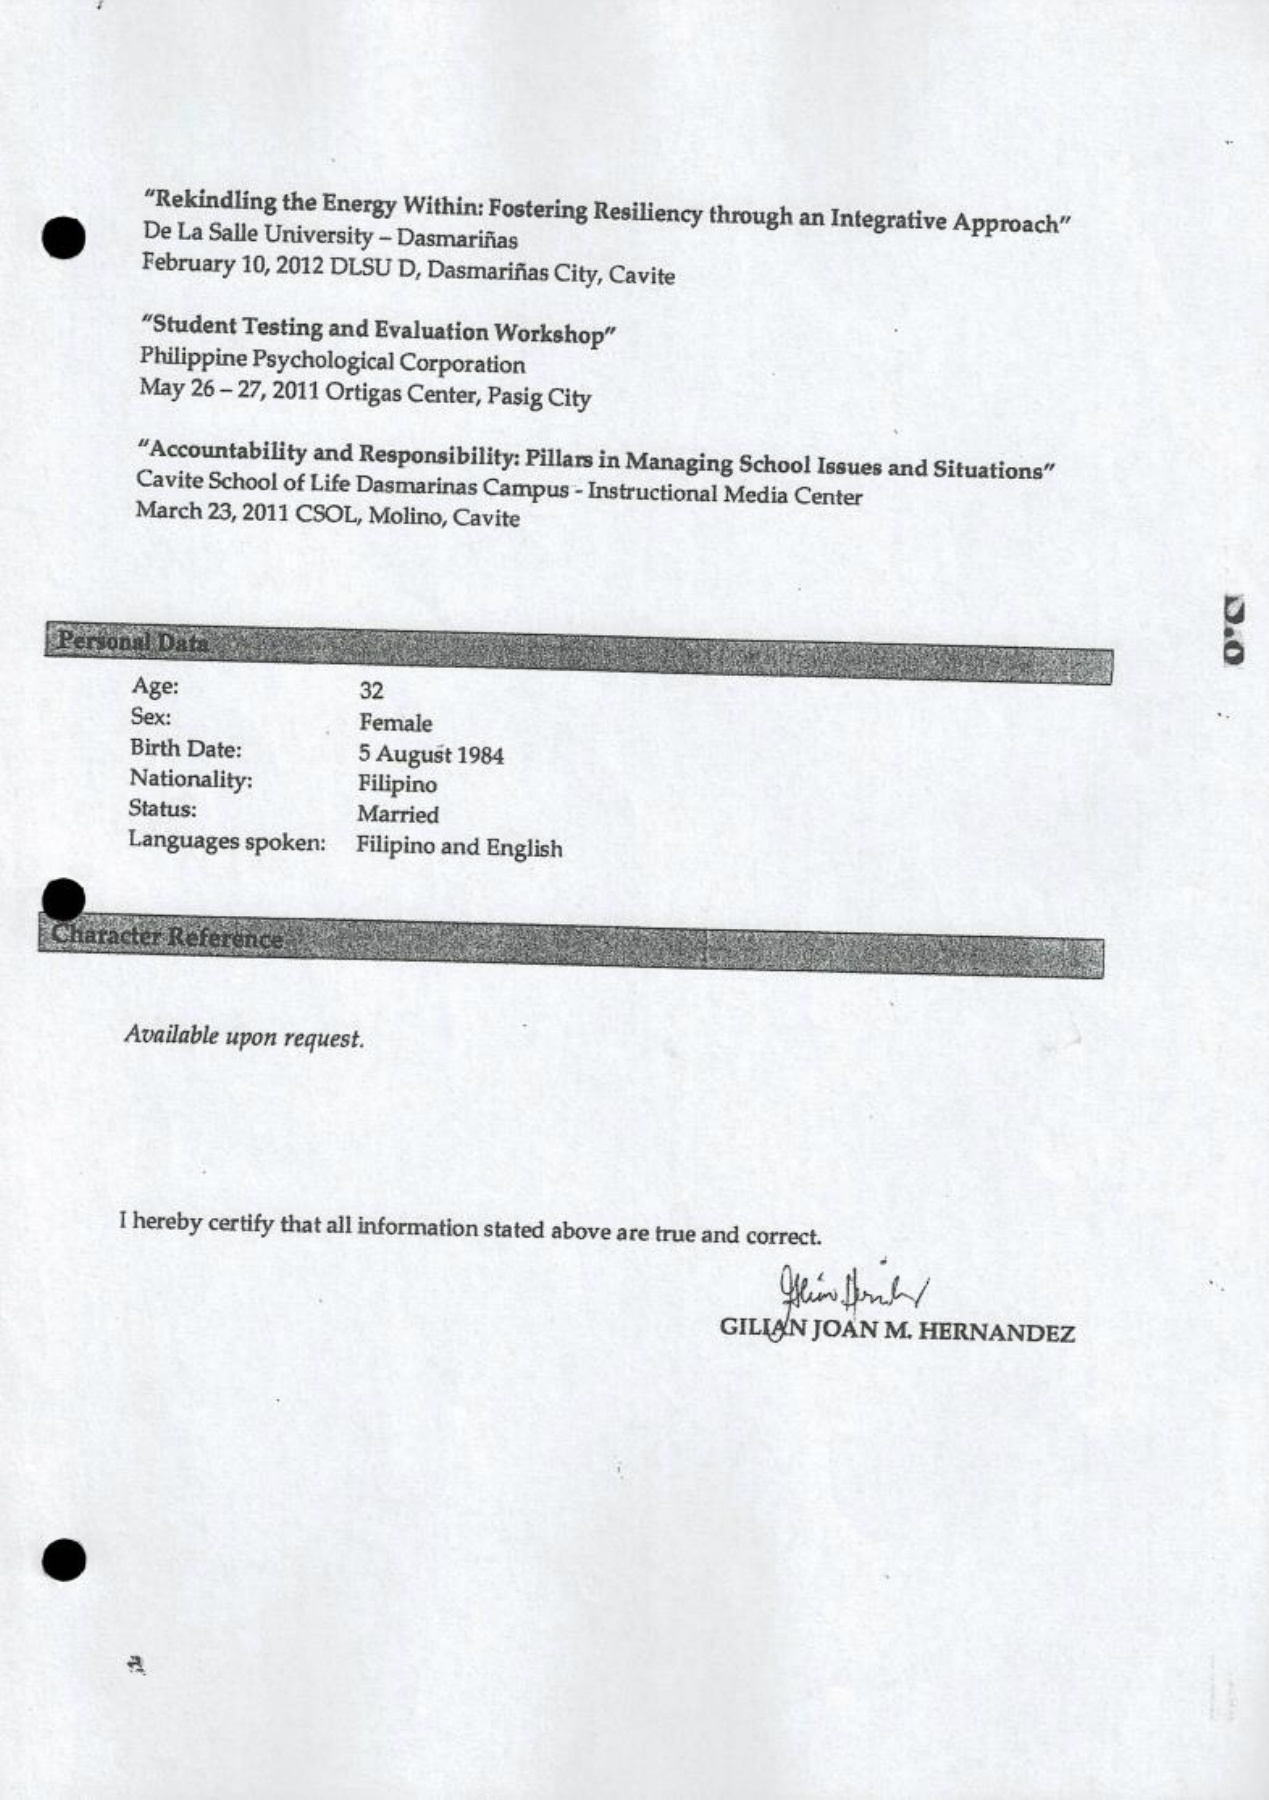 "Rekindling the Energy Within: Fostering Resiliency through an Integrative Approach"
De La Salle University – Dasmariñas
February 10, 2012 DLSU D, Dasmariñas City, Cavite
"Student Testing and Evaluation Workshop"
Philippine Psychological Corporation
May 26 – 27, 2011 Ortigas Center, Pasig City
"Accountability and Responsibility: Pillars in Managing School Issues and Situations"
Cavite School of Life Dasmarinas Campus - Instructional Media Center
March 23, 2011 CSOL, Molino, Cavite
Personal Data
Age: 32
Sex: Female
Birth Date: 5 August 1984
Nationality: Filipino
Status: Married
Languages spoken: Filipino and English
Character Reference
Available upon request.
I hereby certify that all information stated above are true and correct.
GILIAN JOAN M. HERNANDEZ